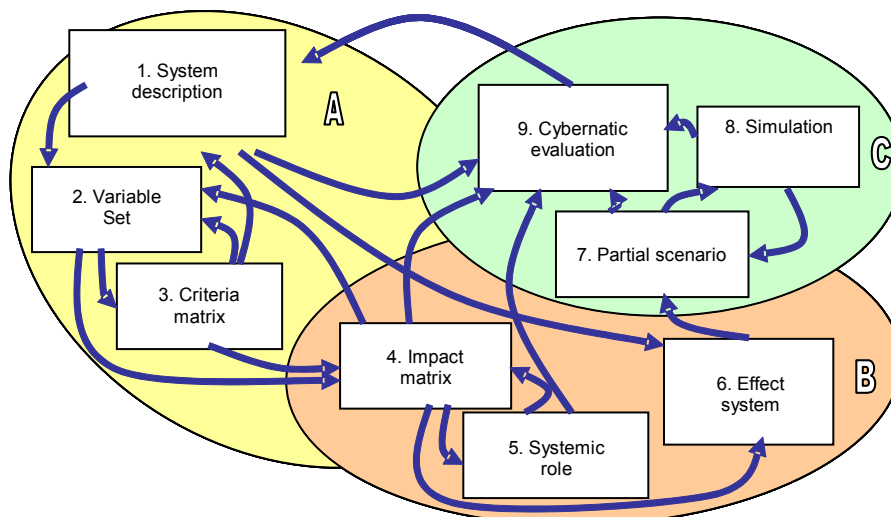 1. System
description
A
2. Variable
Set
3. Criteria
matrix
4. Impact
matrix
5. Systemic
role
6. Effect
system
B
7. Partial scenario
8. Simulation
9. Cybernatic
evaluation
C